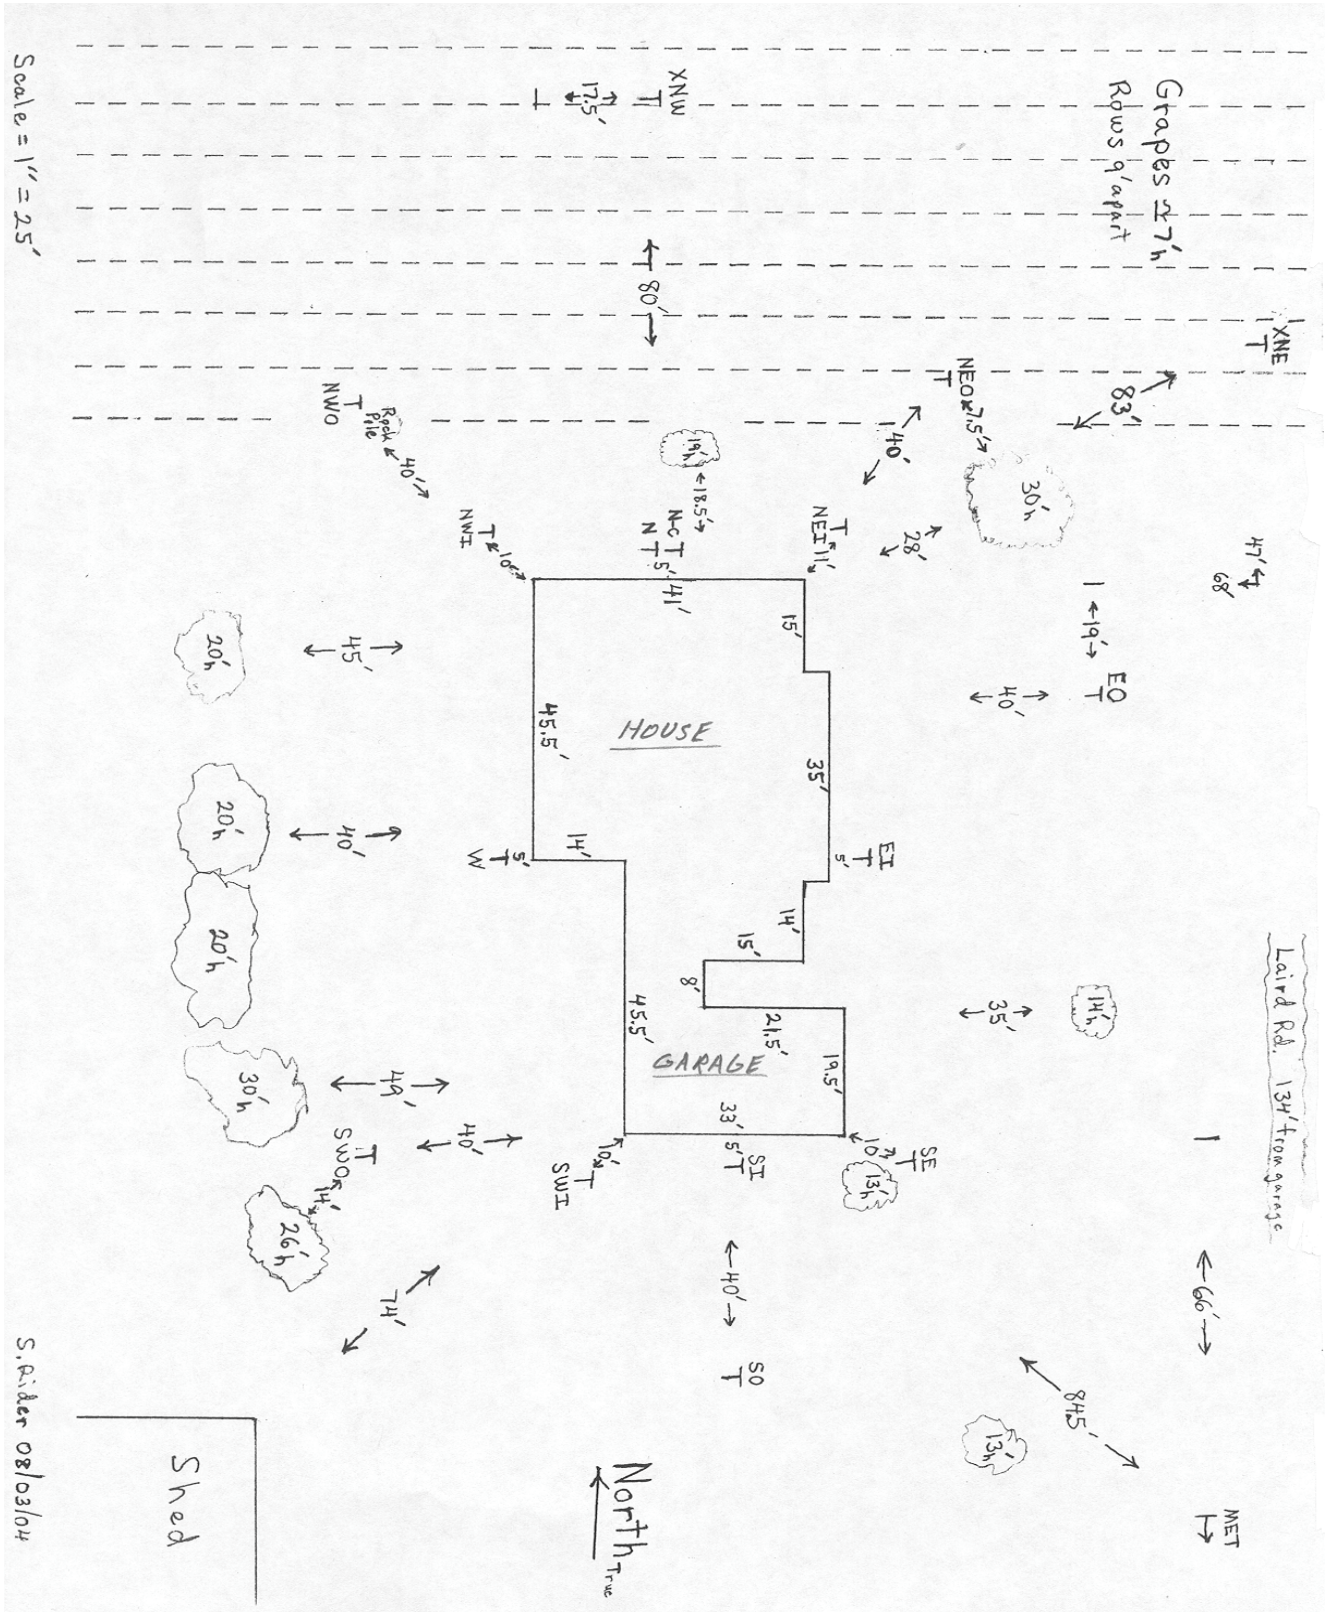 Grapes ≃ 7'h
Rows 9' apart
XNW
T
17.5'
XNE
T
83'
80'
NEO
T
7.5'
30'h
40'
28'
47'
68'
NWO
T
Rock
Pile
40'
19'h
18.5'
N-C T
N T 5'
NEI
T
11'
NWI
T
10'
41'
15'
19'
EO
T
40'
20'h
45'
45.5'
HOUSE
35'
20'h
40'
W
T
5'
14'
EI
T
5'
14'
15'
8'
21.5'
20'h
45.5'
GARAGE
19.5'
33'
35'
14'h
Laird Rd. 134' from garage
30'h
49'
40'
SWO
T
14'
26'h
10'
T
SWI
SI
T
5'
10'
SE
T
13'h
74'
40'
SO
T
66'
84.5'
13'h
MET
North True
Shed
Scale = 1" = 25'
S. Rider 08/03/04